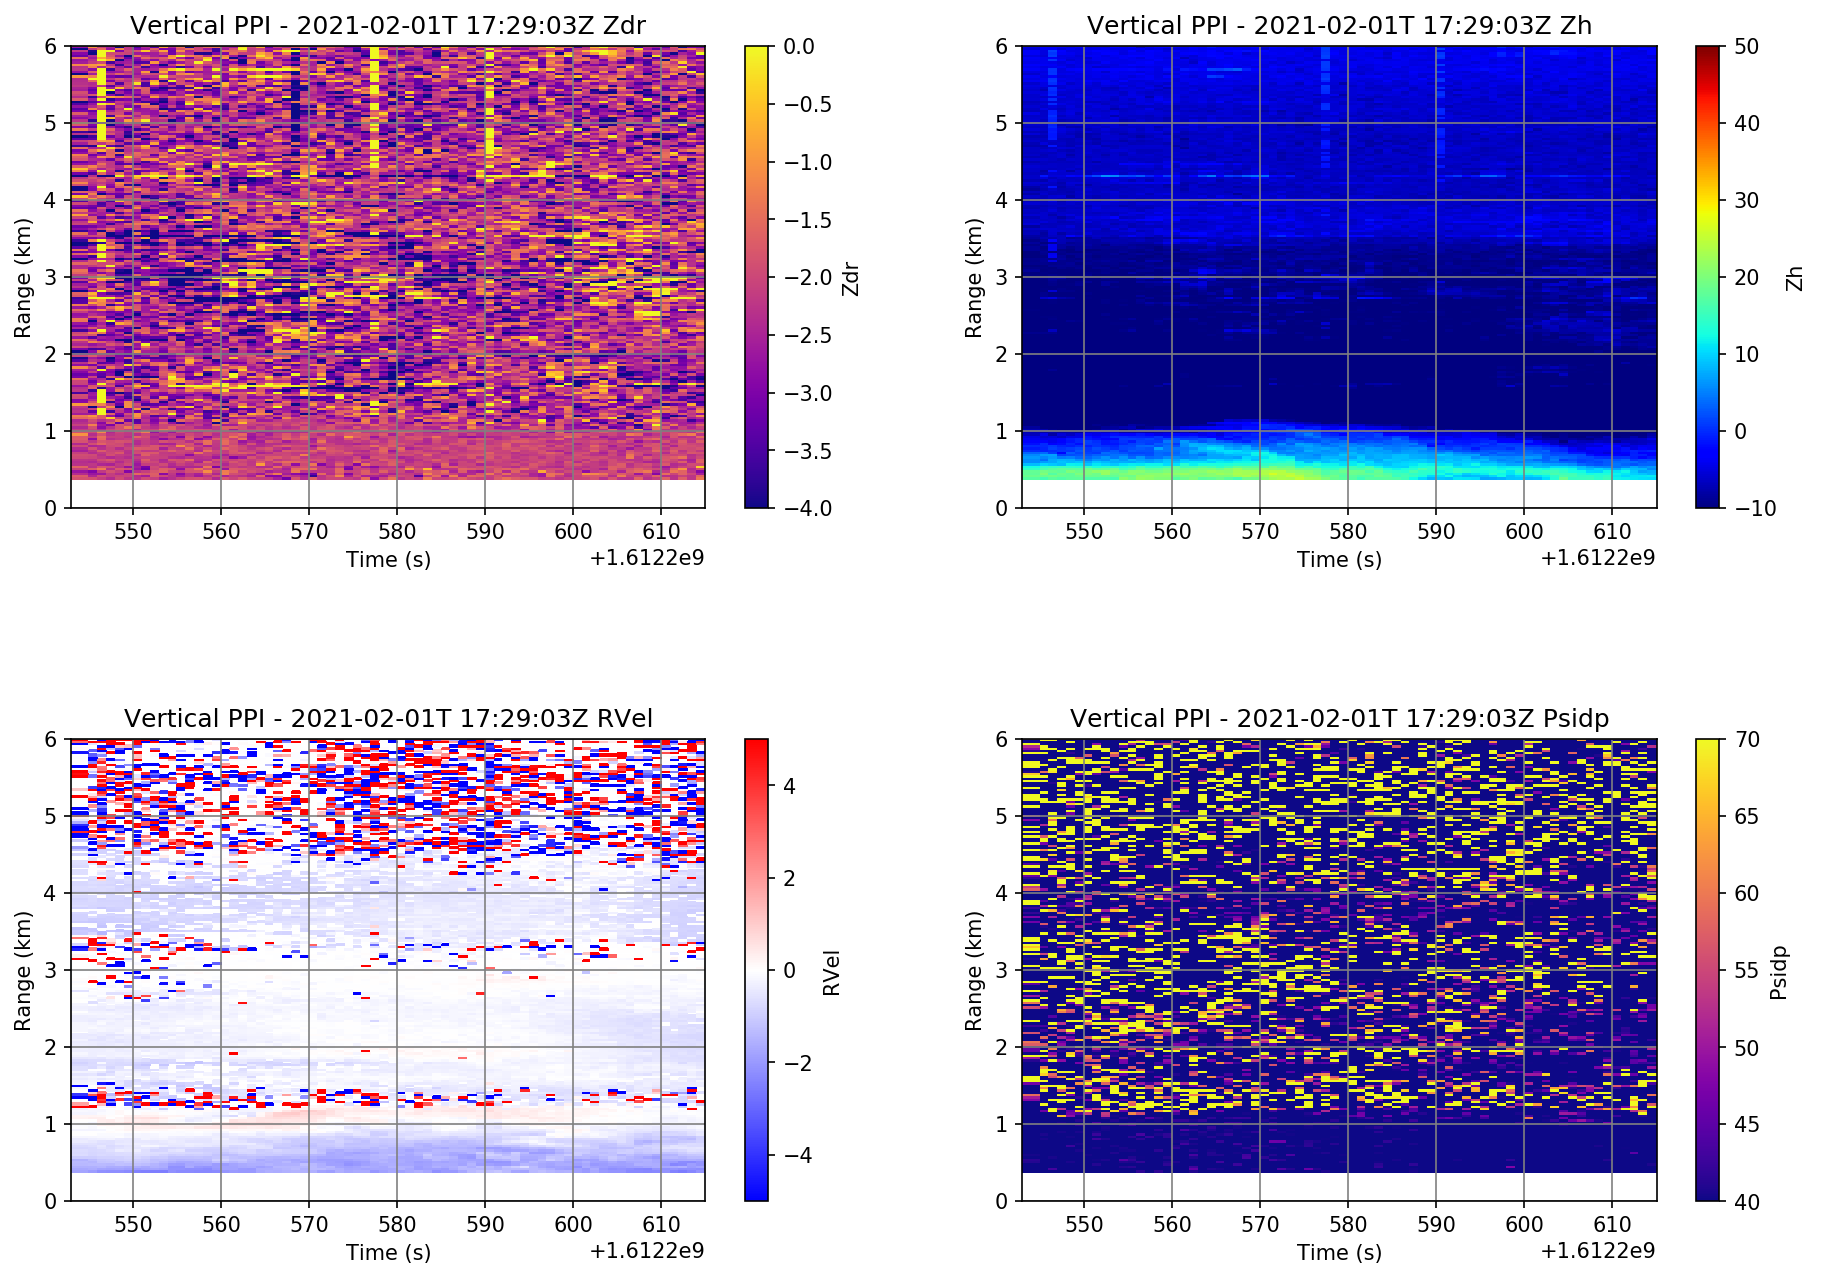 Vertical PPI - 2021-02-01T 17:29:03Z Zdr
6
5
4
3
2
1
0
Range (km)
550 560 570 580 590 600 610
Time (s)
+1.6122e9
0.0
−0.5
−1.0
−1.5
−2.0
−2.5
−3.0
−3.5
−4.0
Zdr
Vertical PPI - 2021-02-01T 17:29:03Z Zh
6
5
4
3
2
1
0
Range (km)
550 560 570 580 590 600 610
Time (s)
+1.6122e9
50
40
30
20
10
0
−10
Zh
Vertical PPI - 2021-02-01T 17:29:03Z RVel
6
5
4
3
2
1
0
Range (km)
550 560 570 580 590 600 610
Time (s)
+1.6122e9
4
2
0
−2
−4
RVel
Vertical PPI - 2021-02-01T 17:29:03Z Psidp
6
5
4
3
2
1
0
Range (km)
550 560 570 580 590 600 610
Time (s)
+1.6122e9
70
65
60
55
50
45
40
Psidp